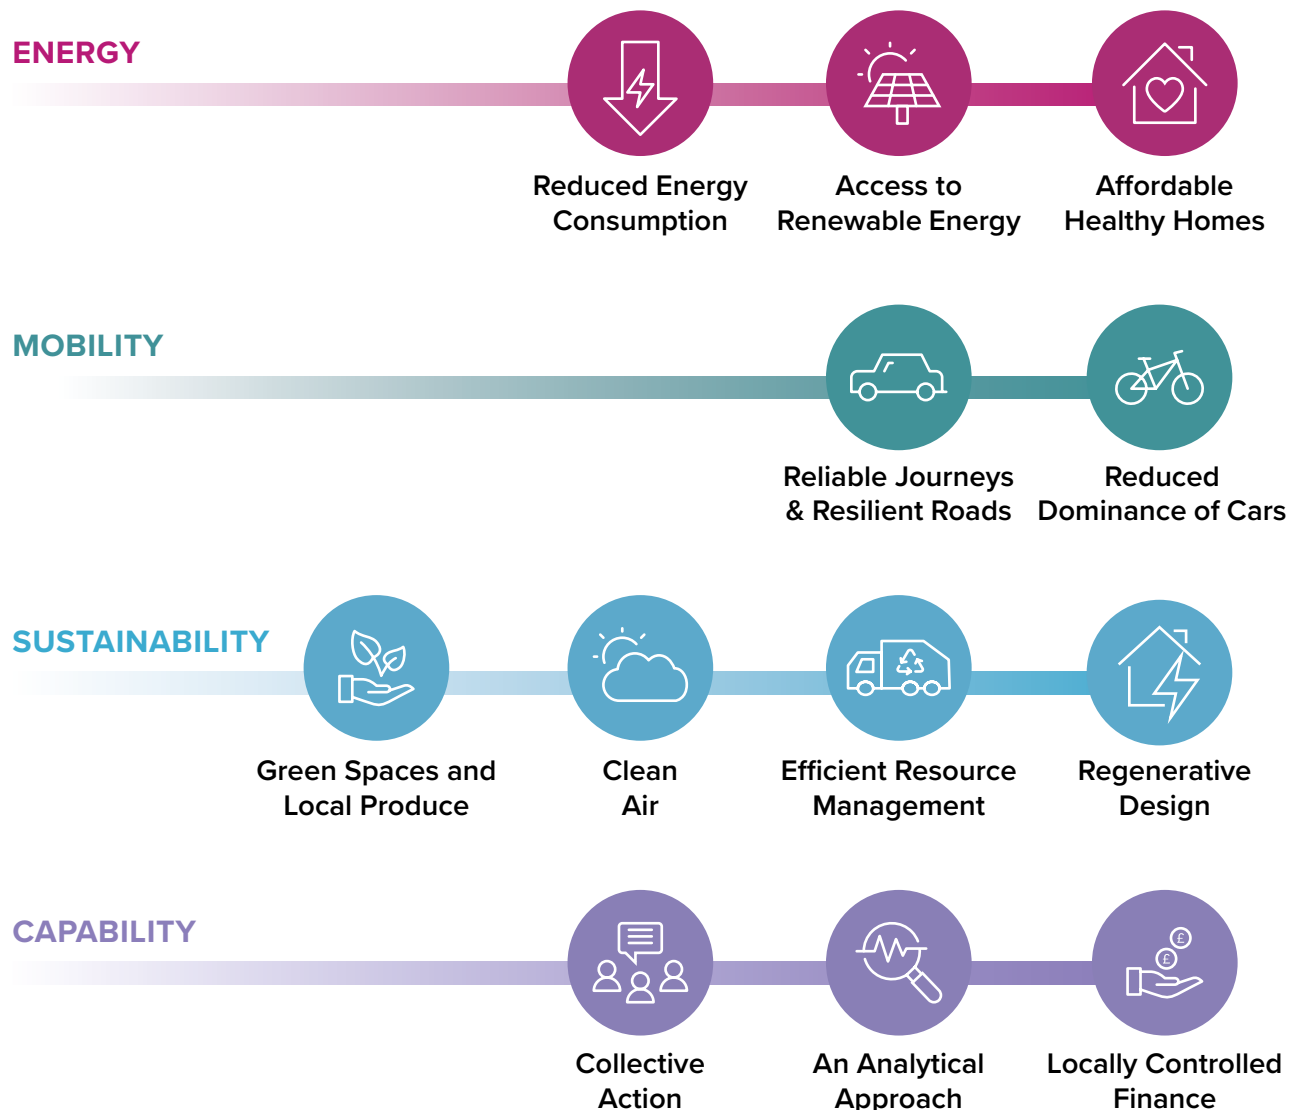 ENERGY
Reduced Energy
Consumption
Access to
Renewable Energy
Affordable
Healthy Homes
MOBILITY
Reliable Journeys
& Resilient Roads
Reduced
Dominance of Cars
SUSTAINABILITY
Green Spaces and
Local Produce
Clean
Air
Efficient Resource
Management
Regenerative
Design
CAPABILITY
£
£
Collective
Action
An Analytical
Approach
Locally Controlled
Finance